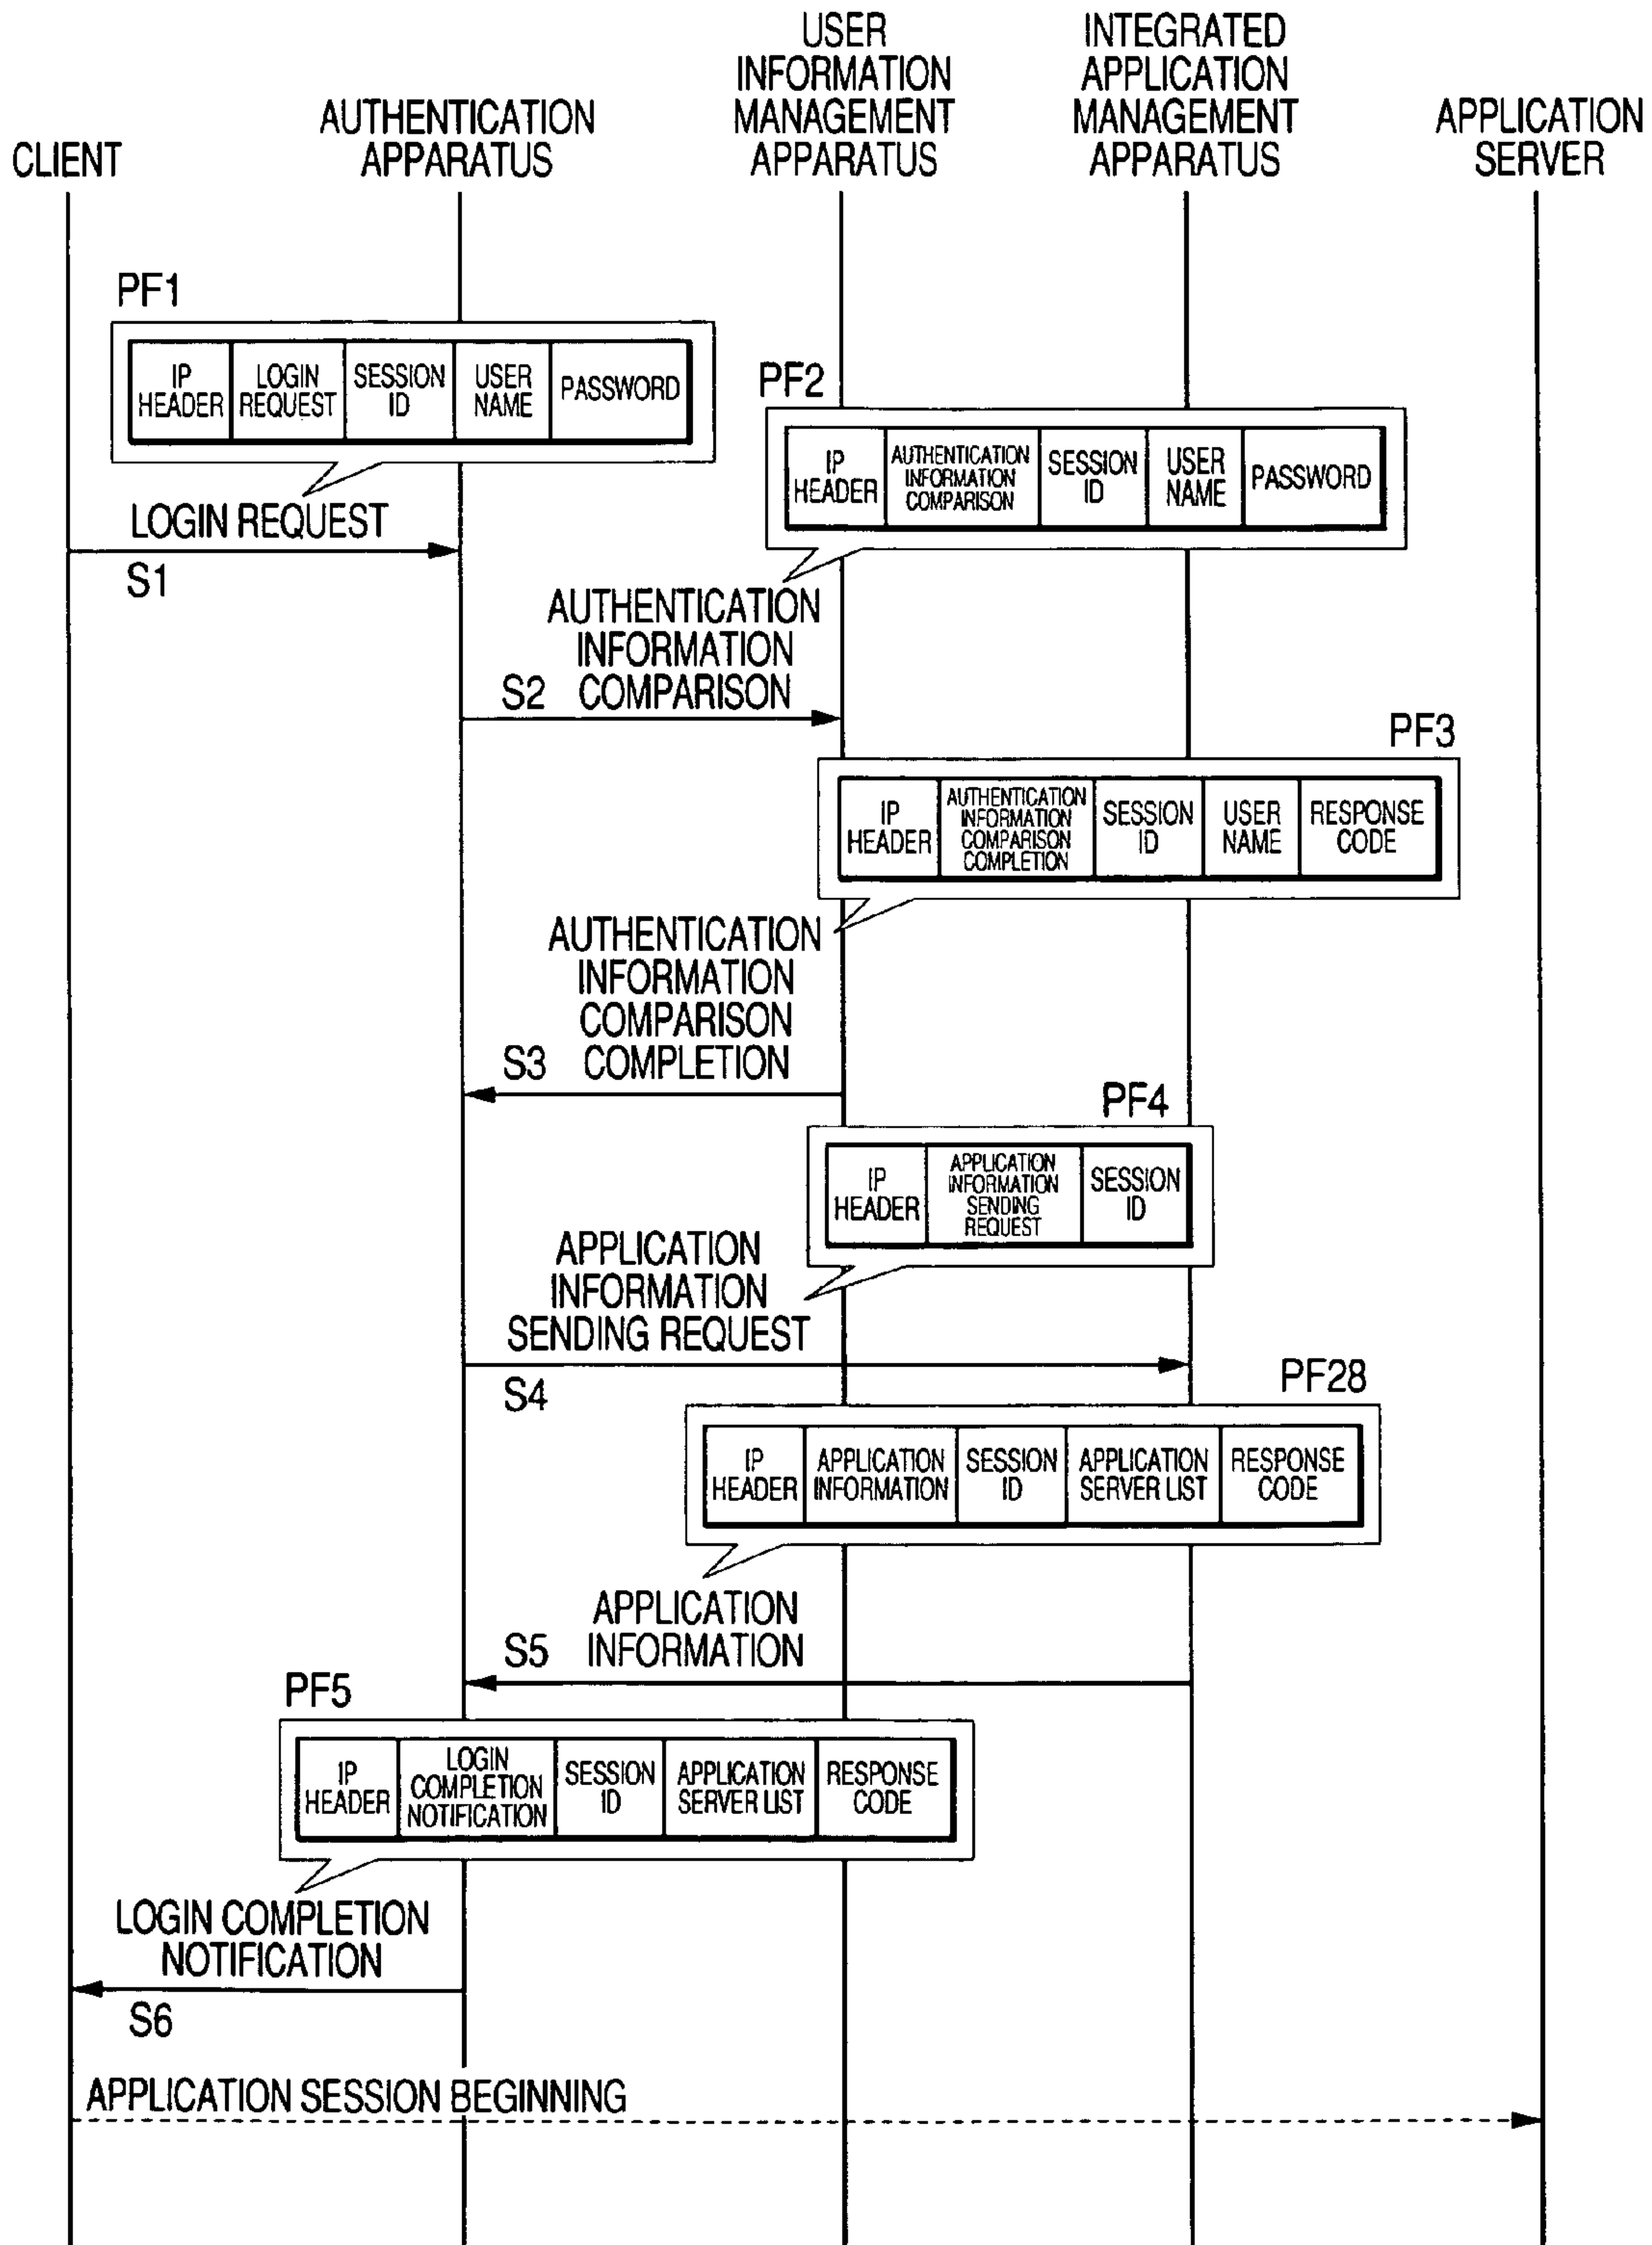 CLIENT
AUTHENTICATION
APPARATUS
USER
INFORMATION
MANAGEMENT
APPARATUS
INTEGRATED
APPLICATION
MANAGEMENT
APPARATUS
APPLICATION
SERVER
PF1
IP
HEADER
LOGIN
REQUEST
SESSION
ID
USER
NAME
PASSWORD
LOGIN REQUEST
S1
PF2
IP
HEADER
AUTHENTICATION
INFORMATION
COMPARISON
SESSION
ID
USER
NAME
PASSWORD
AUTHENTICATION
INFORMATION
S2 COMPARISON
PF3
IP
HEADER
AUTHENTICATION
INFORMATION
COMPARISON
COMPLETION
SESSION
ID
USER
NAME
RESPONSE
CODE
AUTHENTICATION
INFORMATION
COMPARISON
S3 COMPLETION
PF4
IP
HEADER
APPLICATION
INFORMATION
SENDING
REQUEST
SESSION
ID
APPLICATION
INFORMATION
SENDING REQUEST
S4
PF28
IP
HEADER
APPLICATION
INFORMATION
SESSION
ID
APPLICATION
SERVER LIST
RESPONSE
CODE
APPLICATION
S5 INFORMATION
PF5
IP
HEADER
LOGIN
COMPLETION
NOTIFICATION
SESSION
ID
APPLICATION
SERVER LIST
RESPONSE
CODE
LOGIN COMPLETION
NOTIFICATION
S6
APPLICATION SESSION BEGINNING